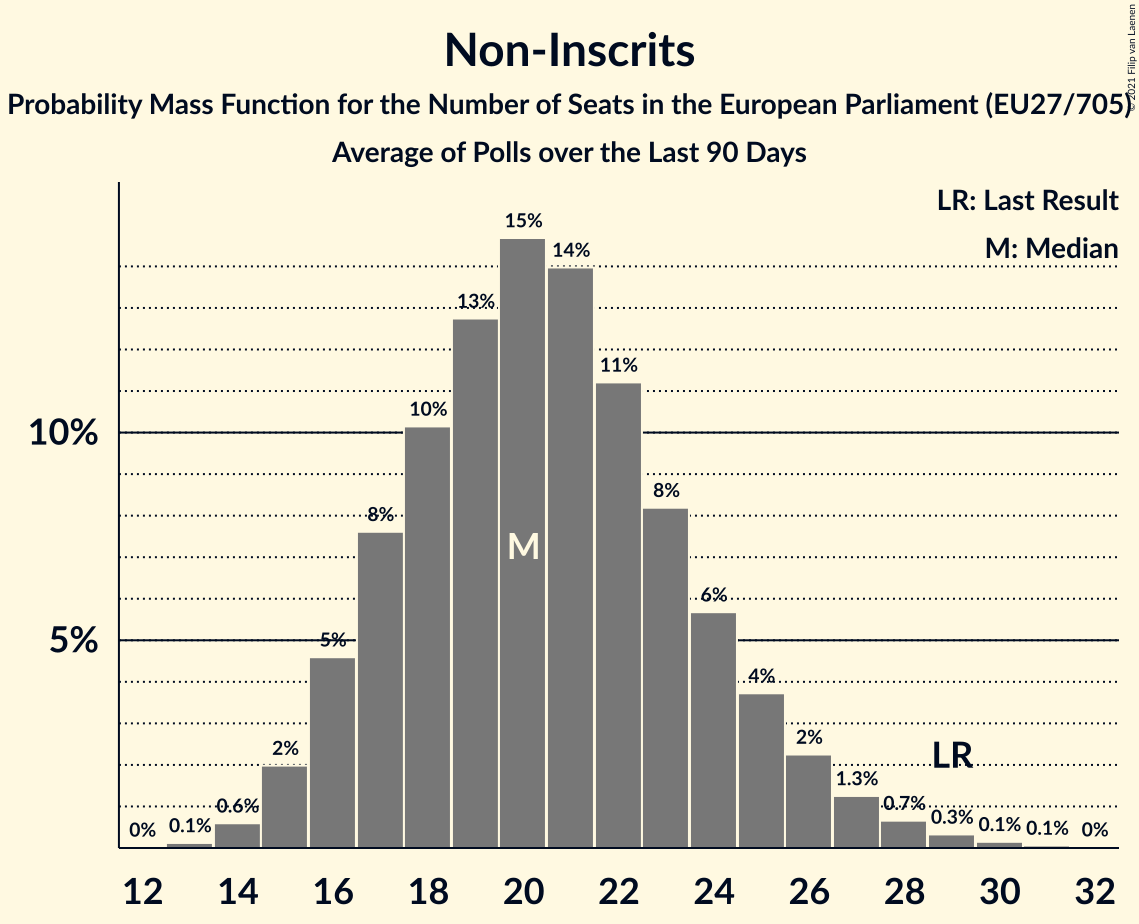 © 2021 Filip van Laenen
Non-Inscrits
Probability Mass Function for the Number of Seats in the European Parliament (EU27/705)
Average of Polls over the Last 90 Days
LR: Last Result
M: Median
15%
14%
13%
11%
10%
10%
8%
8%
M
6%
5%
5%
4%
2%
2%
LR
1.3%
0.6%
0.7%
0.3%
0% 0.1% 0.1% 0.1% 0%
12 14 16 18 20 22 24 26 28 30 32